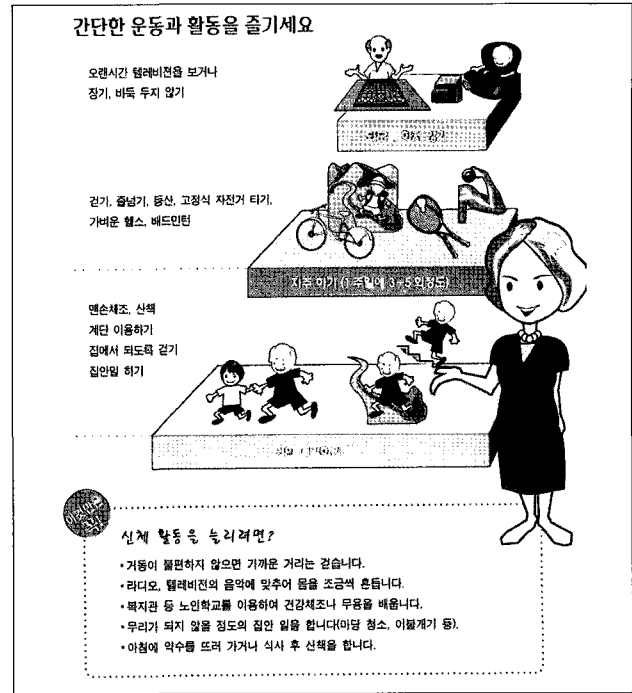 간단한 운동과 활동을 즐기세요
오랜시간 텔레비전을 보거나
장기, 바둑 두지 않기
걷기, 줄넘기, 등산, 고정식 자전거 타기,
가벼운 헬스, 배드민턴
자주 하기 (1 주일에 3~5 회정도)
맨손체조, 산책
계단 이용하기
집에서 되도록 걷기
집안일 하기
신체 활동을 늘리려면?
•거동이 불편하지 않으면 가까운 거리는 걷습니다.
•라디오, 텔레비전의 음악에 맞추어 몸을 조금씩 흔듭니다.
•복지관 등 노인학교를 이용하여 건강체조나 무용을 배웁니다.
•무리가 되지 않을 정도의 집안 일을 합니다(마당 청소, 이불개기 등).
•아침에 약수를 뜨러 가거나 식사 후 산책을 합니다.